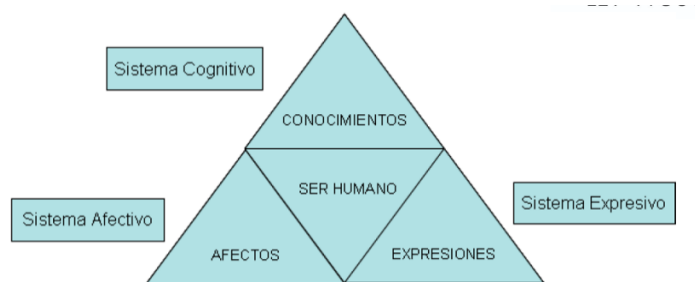 Sistema Cognitivo
CONOCIMIENTOS
SER HUMANO
Sistema Afectivo
Sistema Expresivo
AFECTOS
EXPRESIONES